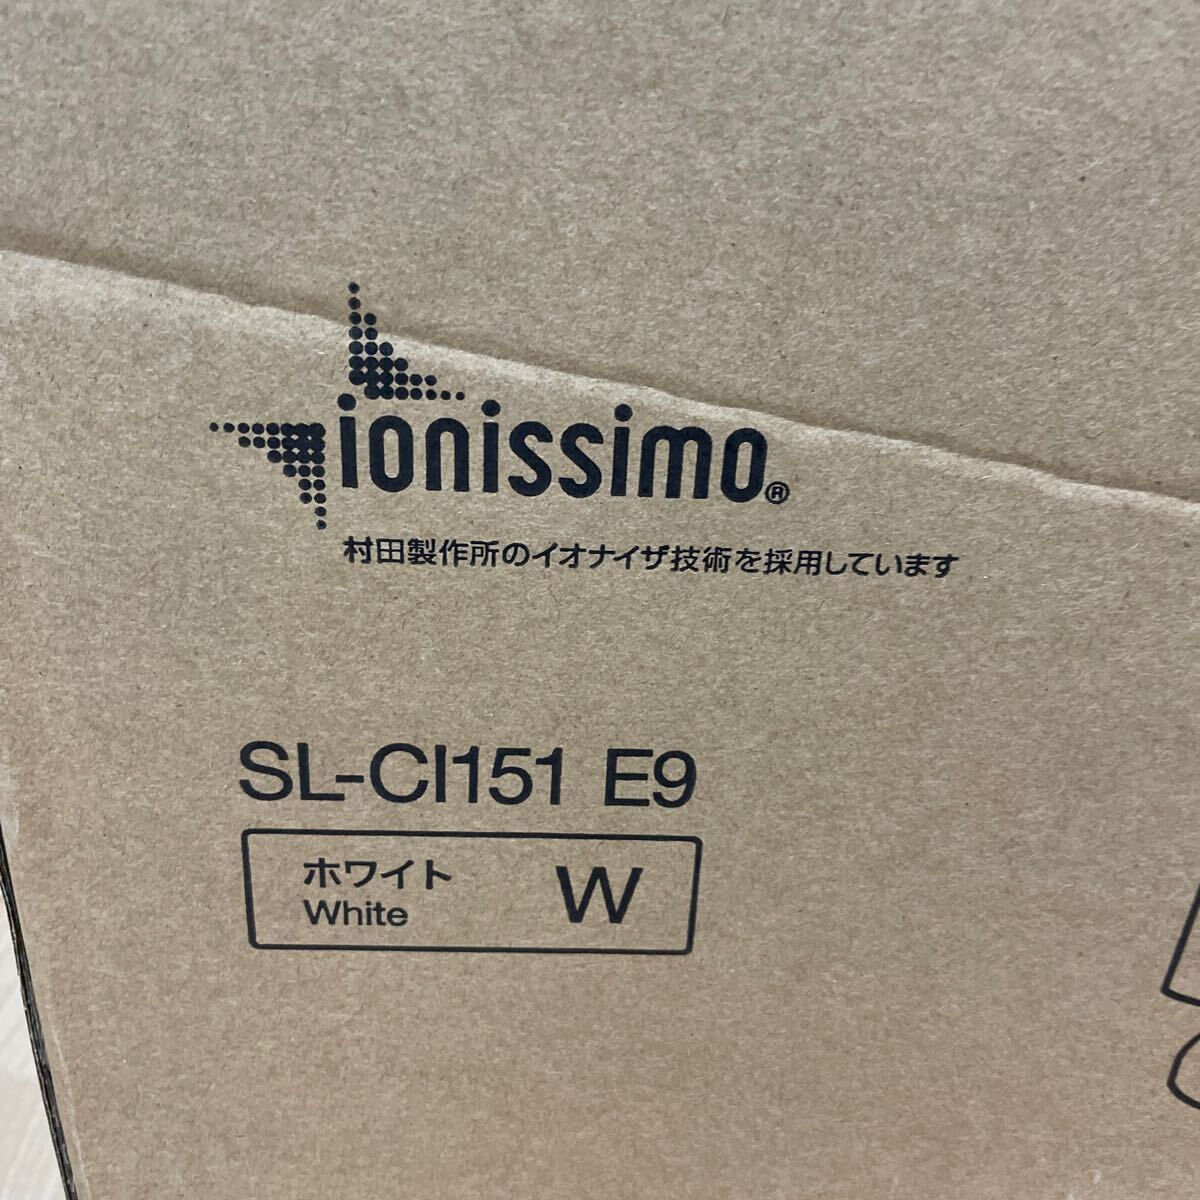 ionissimo®
村田製作所のイオナイザ技術を採用しています
SL-CI151 E9
ホワイト W
White